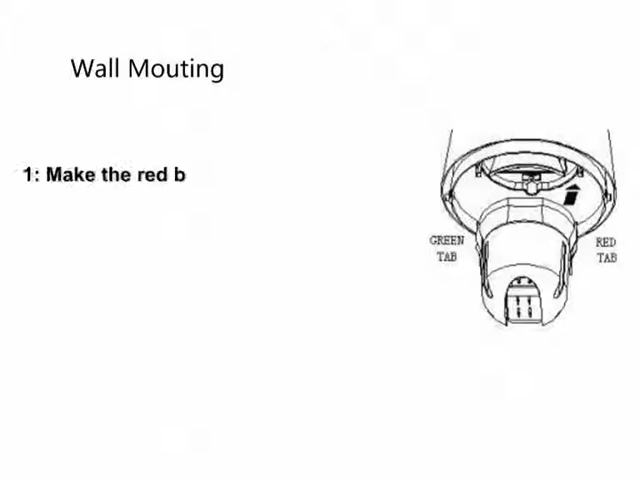 Wall Mouting
1: Make the red b
GREEN
TAB
RED
TAB